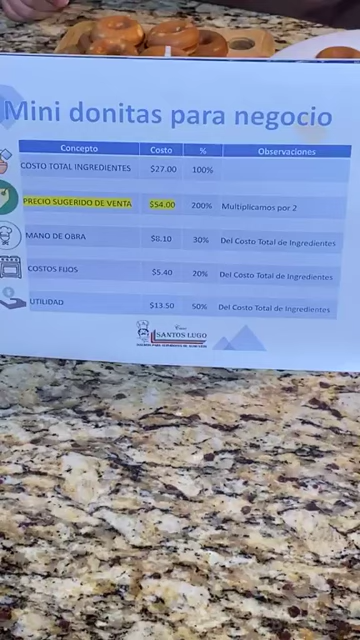 Mini donitas para negocio
Concepto Costo % Observaciones
COSTO TOTAL INGREDIENTES $27.00 100%
PRECIO SUGERIDO DE VENTA $54.00 200% Multiplicamos por 2
MANO DE OBRA $8.10 30% Del Costo Total de Ingredientes
COSTOS FIJOS $5.40 20% Del Costo Total de Ingredientes
UTILIDAD $13.50 50% Del Costo Total de Ingredientes
Casa
SANTOS LUGO